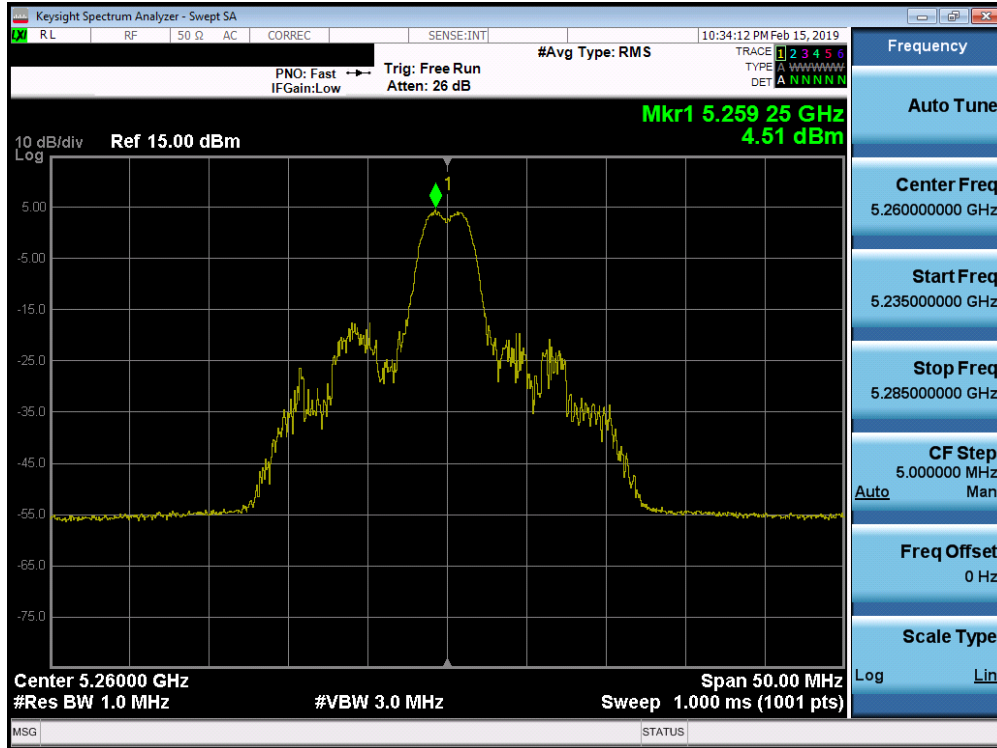 Keysight Spectrum Analyzer - Swept SA
LXI RL RF 50 Ω AC CORREC SENSE:INT 10:34:12 PM Feb 15, 2019
#Avg Type: RMS
TRACE 1 2 3 4 5 6
TYPE A WWWWW
DET A N N N N N
PNO: Fast
IFGain:Low
Trig: Free Run
Atten: 26 dB
Mkr1 5.259 25 GHz
4.51 dBm
10 dB/div Ref 15.00 dBm
Log
1
5.00
-5.00
-15.0
-25.0
-35.0
-45.0
-55.0
-65.0
-75.0
Center 5.26000 GHz
Span 50.00 MHz
#Res BW 1.0 MHz
#VBW 3.0 MHz
Sweep 1.000 ms (1001 pts)
MSG
STATUS
Frequency
Auto Tune
Center Freq
5.260000000 GHz
Start Freq
5.235000000 GHz
Stop Freq
5.285000000 GHz
CF Step
5.000000 MHz
Auto Man
Freq Offset
0 Hz
Scale Type
Log Lin